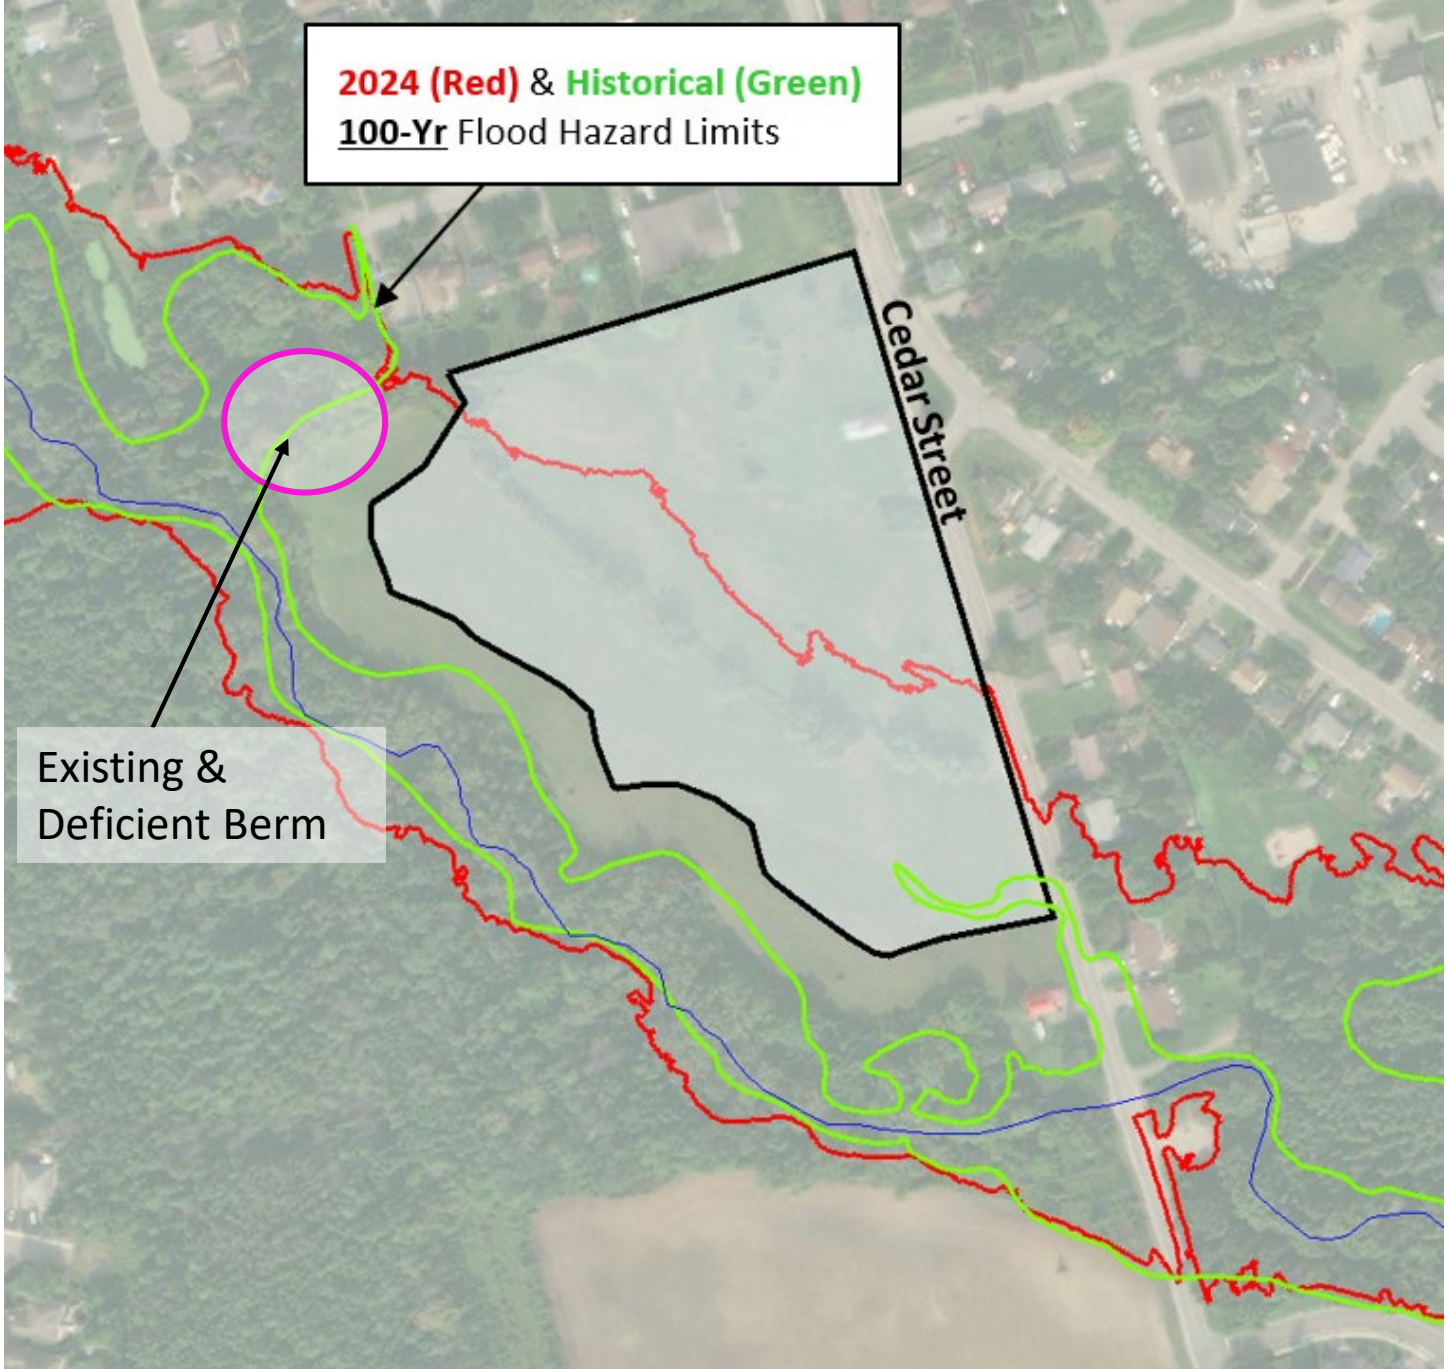 2024 (Red) & Historical (Green)
100-Yr Flood Hazard Limits
Cedar Street
Existing &
Deficient Berm